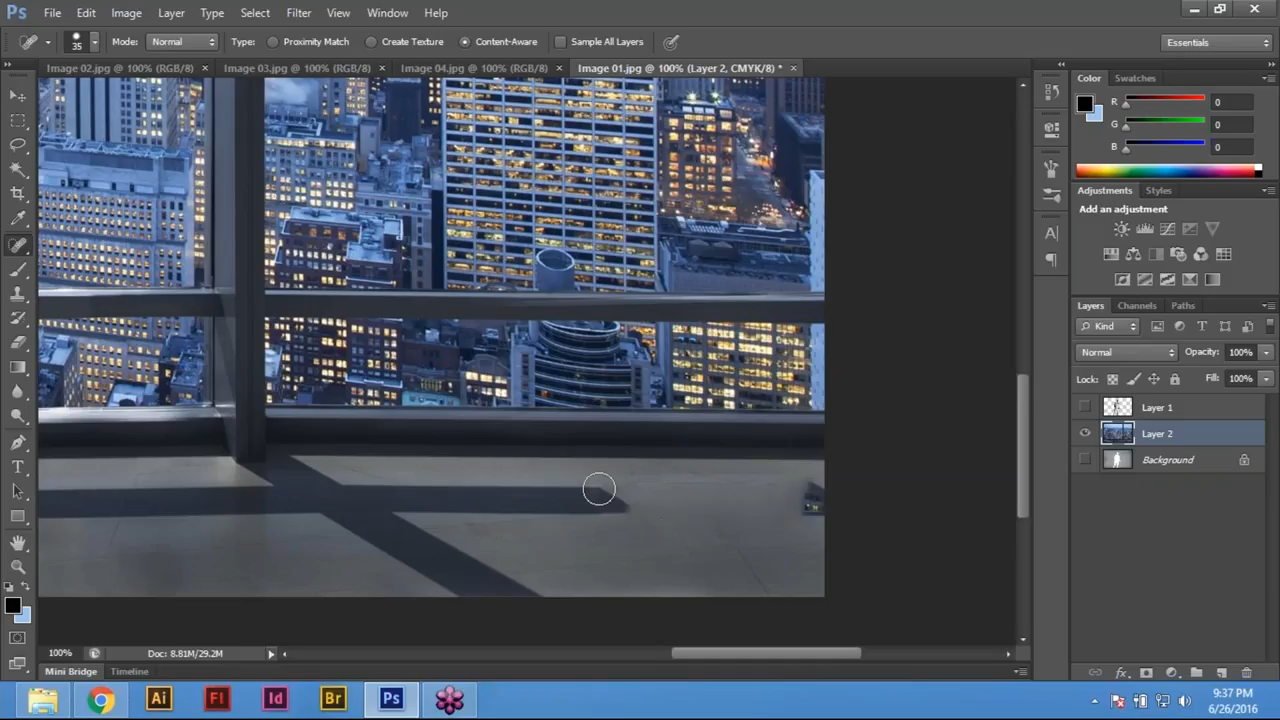 Ps File Edit Image Layer Type Select Filter View Window Help
35 Mode: Normal Type: Proximity Match Create Texture Content-Aware Sample All Layers Essentials
Image 02.jpg @ 100% (RGB/8) × Image 03.jpg @ 100% (RGB/8) × Image 04.jpg @ 100% (RGB/8) × Image 01.jpg @ 100% (Layer 2, CMYK/8) * ×
Color Swatches
R 0
G 0
B 0
Adjustments Styles
Add an adjustment
Layers Channels Paths
Kind
Normal Opacity: 100%
Lock: Fill: 100%
Layer 1
Layer 2
Background
100% Doc: 8.81M/29.2M
Mini Bridge Timeline
Ai Fl Id Br Ps
9:37 PM
6/26/2016